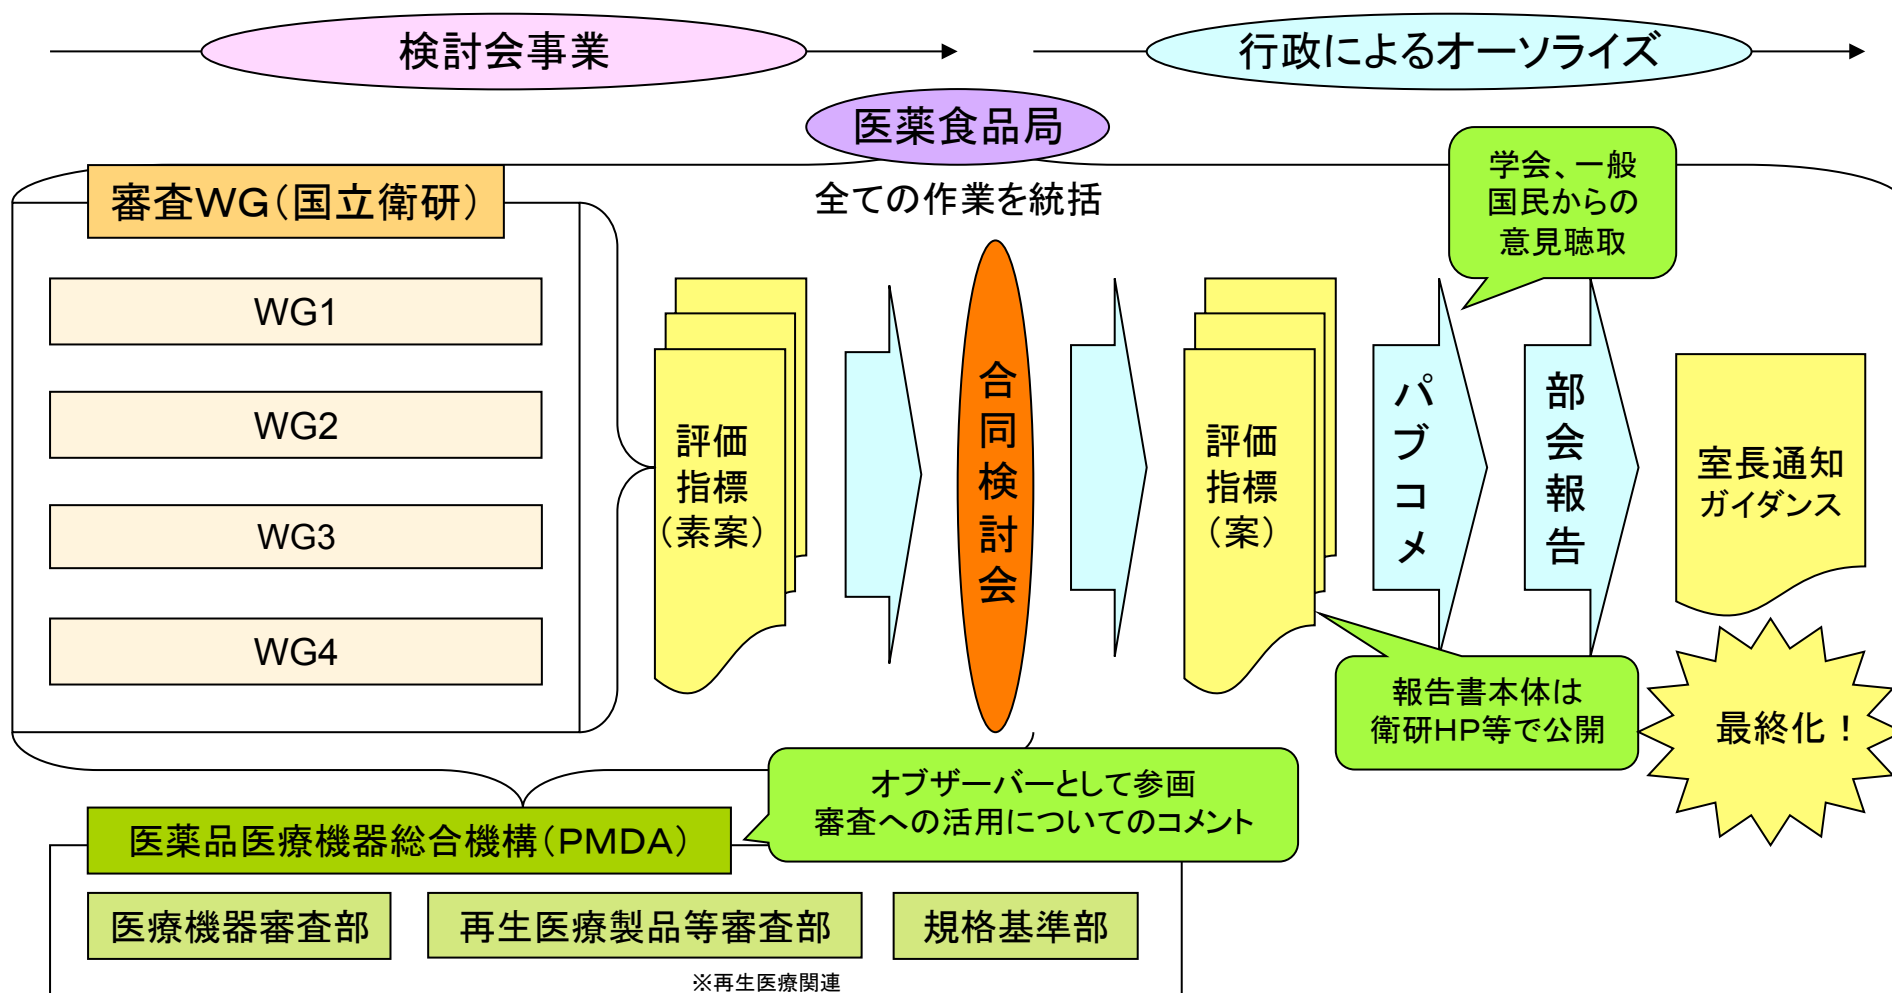 検討会事業
行政によるオーソライズ
医薬食品局
全ての作業を統括
学会、一般
国民からの
意見聴取
審査WG（国立衛研）
WG1
WG2
WG3
WG4
評価
指標
（素案）
合同検討会
評価
指標
（案）
パブコメ
部会報告
室長通知
ガイダンス
報告書本体は
衛研HP等で公開
最終化！
オブザーバーとして参画
審査への活用についてのコメント
医薬品医療機器総合機構（PMDA）
医療機器審査部
再生医療製品等審査部
規格基準部
※再生医療関連